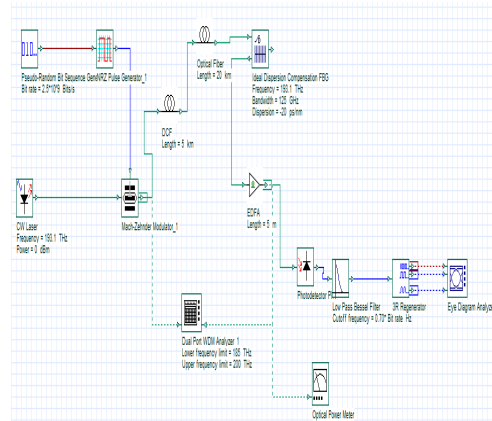 Pseudo-Random Bit Sequence Gene
NRZ Pulse Generator_1
Bit rate = 2.5*10^9 Bits/s
Optical Fiber
Length = 20 km
Ideal Dispersion Compensation FBG
Frequency = 193.1 THz
Bandwidth = 125 GHz
Dispersion = -20 ps/nm
DCF
Length = 5 km
CW Laser
Frequency = 193.1 THz
Power = 0 dBm
Mach-Zehnder Modulator_1
EDFA
Length = 5 m
Photodetector
Low Pass Bessel Filter
Cutoff frequency = 0.70* Bit rate Hz
3R Regenerator
Eye Diagram Analyze
Dual Port WDM Analyzer 1
Lower frequency limit = 185 THz
Upper frequency limit = 200 THz
Optical Power Meter